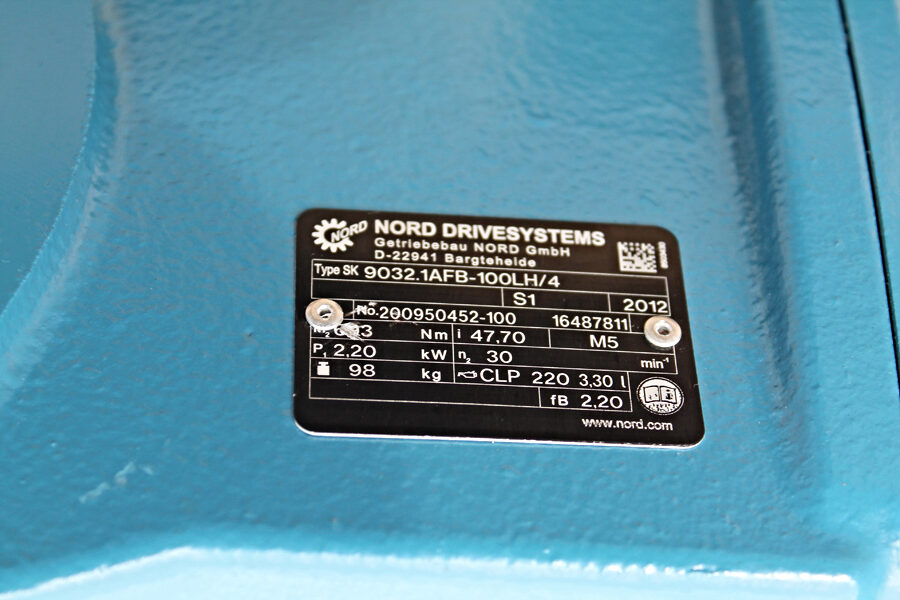 NORD
NORD DRIVESYSTEMS
Getriebebau NORD GmbH
D-22941 Bargteheide
Type SK 9032.1AFB-100LH/4
S1 2012
No. 200950452-100 16487811
Nm i 47,70 M5
P₁ 2,20 kW n₂ 30 min⁻¹
98 kg CLP 220 3,30 l
fB 2,20
www.nord.com